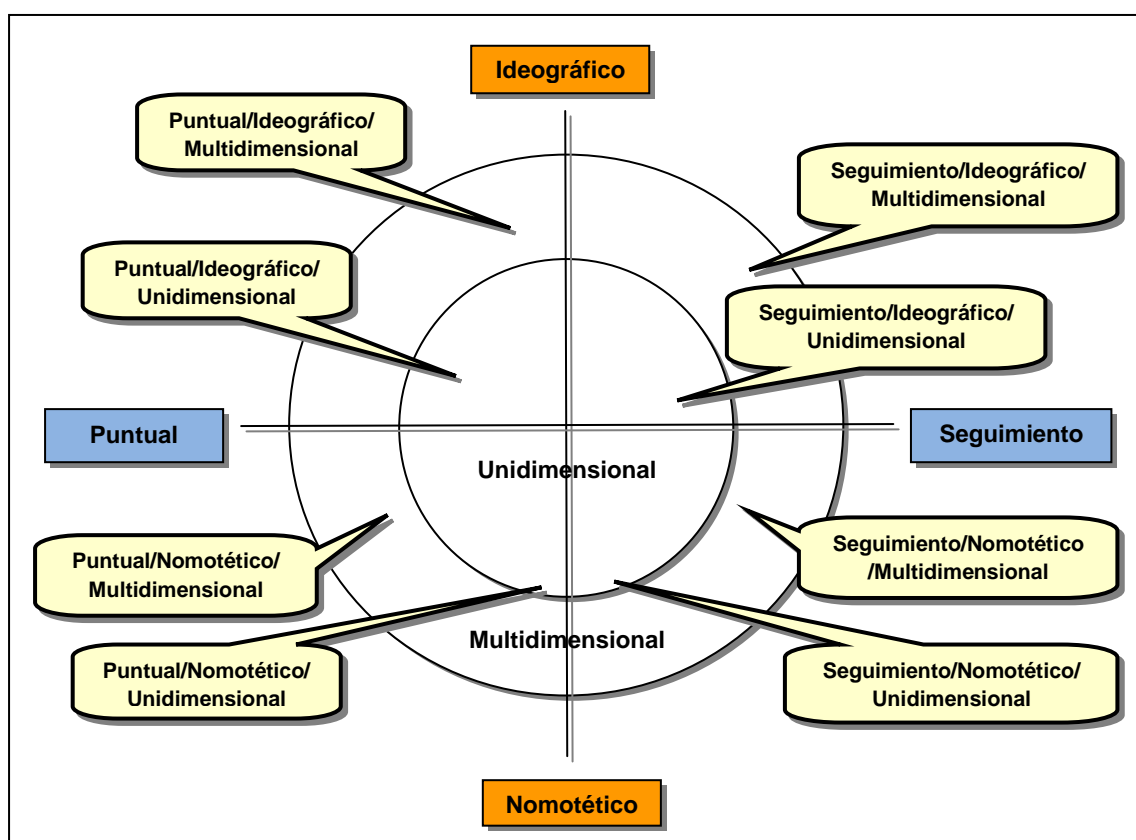 Ideográfico
Puntual/Ideográfico/
Multidimensional
Seguimiento/Ideográfico/
Multidimensional
Puntual/Ideográfico/
Unidimensional
Seguimiento/Ideográfico/
Unidimensional
Puntual
Seguimiento
Unidimensional
Puntual/Nomotético/
Multidimensional
Seguimiento/Nomotético
/Multidimensional
Multidimensional
Puntual/Nomotético/
Unidimensional
Seguimiento/Nomotético/
Unidimensional
Nomotético